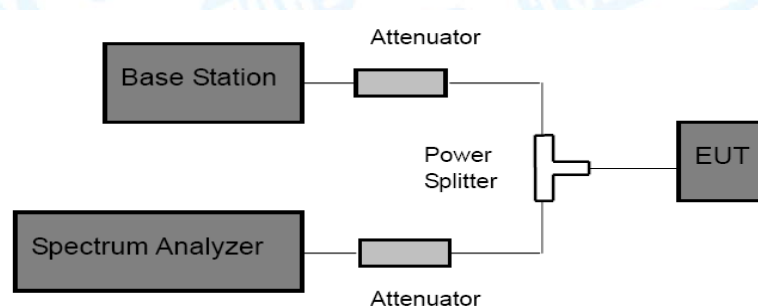 Attenuator
Base Station
Power
Splitter
EUT
Spectrum Analyzer
Attenuator